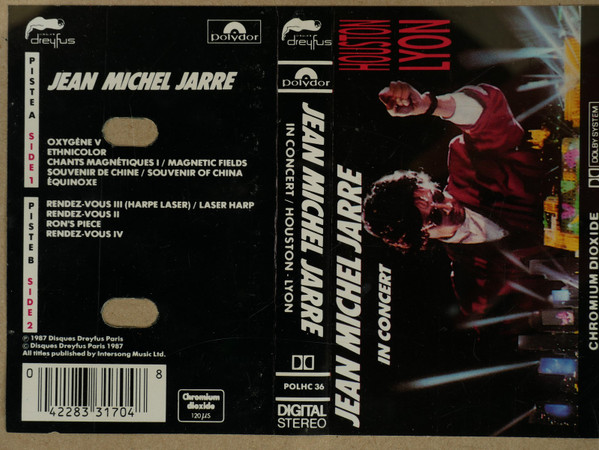 dreyfus
polydor
PISTE A SIDE 1
JEAN MICHEL JARRE
OXYGÈNE V
ETHNICOLOR
CHANTS MAGNÉTIQUES I / MAGNETIC FIELDS
SOUVENIR DE CHINE / SOUVENIR OF CHINA
ÉQUINOXE
PISTE B SIDE 2
RENDEZ-VOUS III (HARPE LASER) / LASER HARP
RENDEZ-VOUS II
RON'S PIECE
RENDEZ-VOUS IV
Ⓟ 1987 Disques Dreyfus Paris
© Disques Dreyfus Paris 1987
All titles published by Intersong Music Ltd.
0 42283 31704 8
Chromium
dioxide
120 µS
dreyfus
polydor
JEAN MICHEL JARRE
IN CONCERT / HOUSTON · LYON
POLHC 36
DIGITAL
STEREO
HOUSTON
LYON
JEAN MICHEL JARRE
IN CONCERT
DOLBY SYSTEM
CHROMIUM DIOXIDE